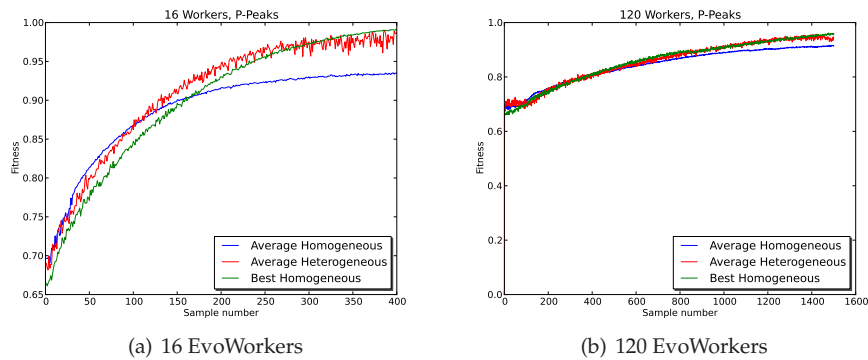 16 Workers, P-Peaks
1.00
0.95
0.90
0.85
0.80
0.75
0.70
0.65
Fitness
0
50
100
150
200
250
300
350
400
Sample number
Average Homogeneous
Average Heterogeneous
Best Homogeneous
(a) 16 EvoWorkers
120 Workers, P-Peaks
1.0
0.8
0.6
0.4
0.2
0.0
Fitness
0
200
400
600
800
1000
1200
1400
1600
Sample number
Average Homogeneous
Average Heterogeneous
Best Homogeneous
(b) 120 EvoWorkers